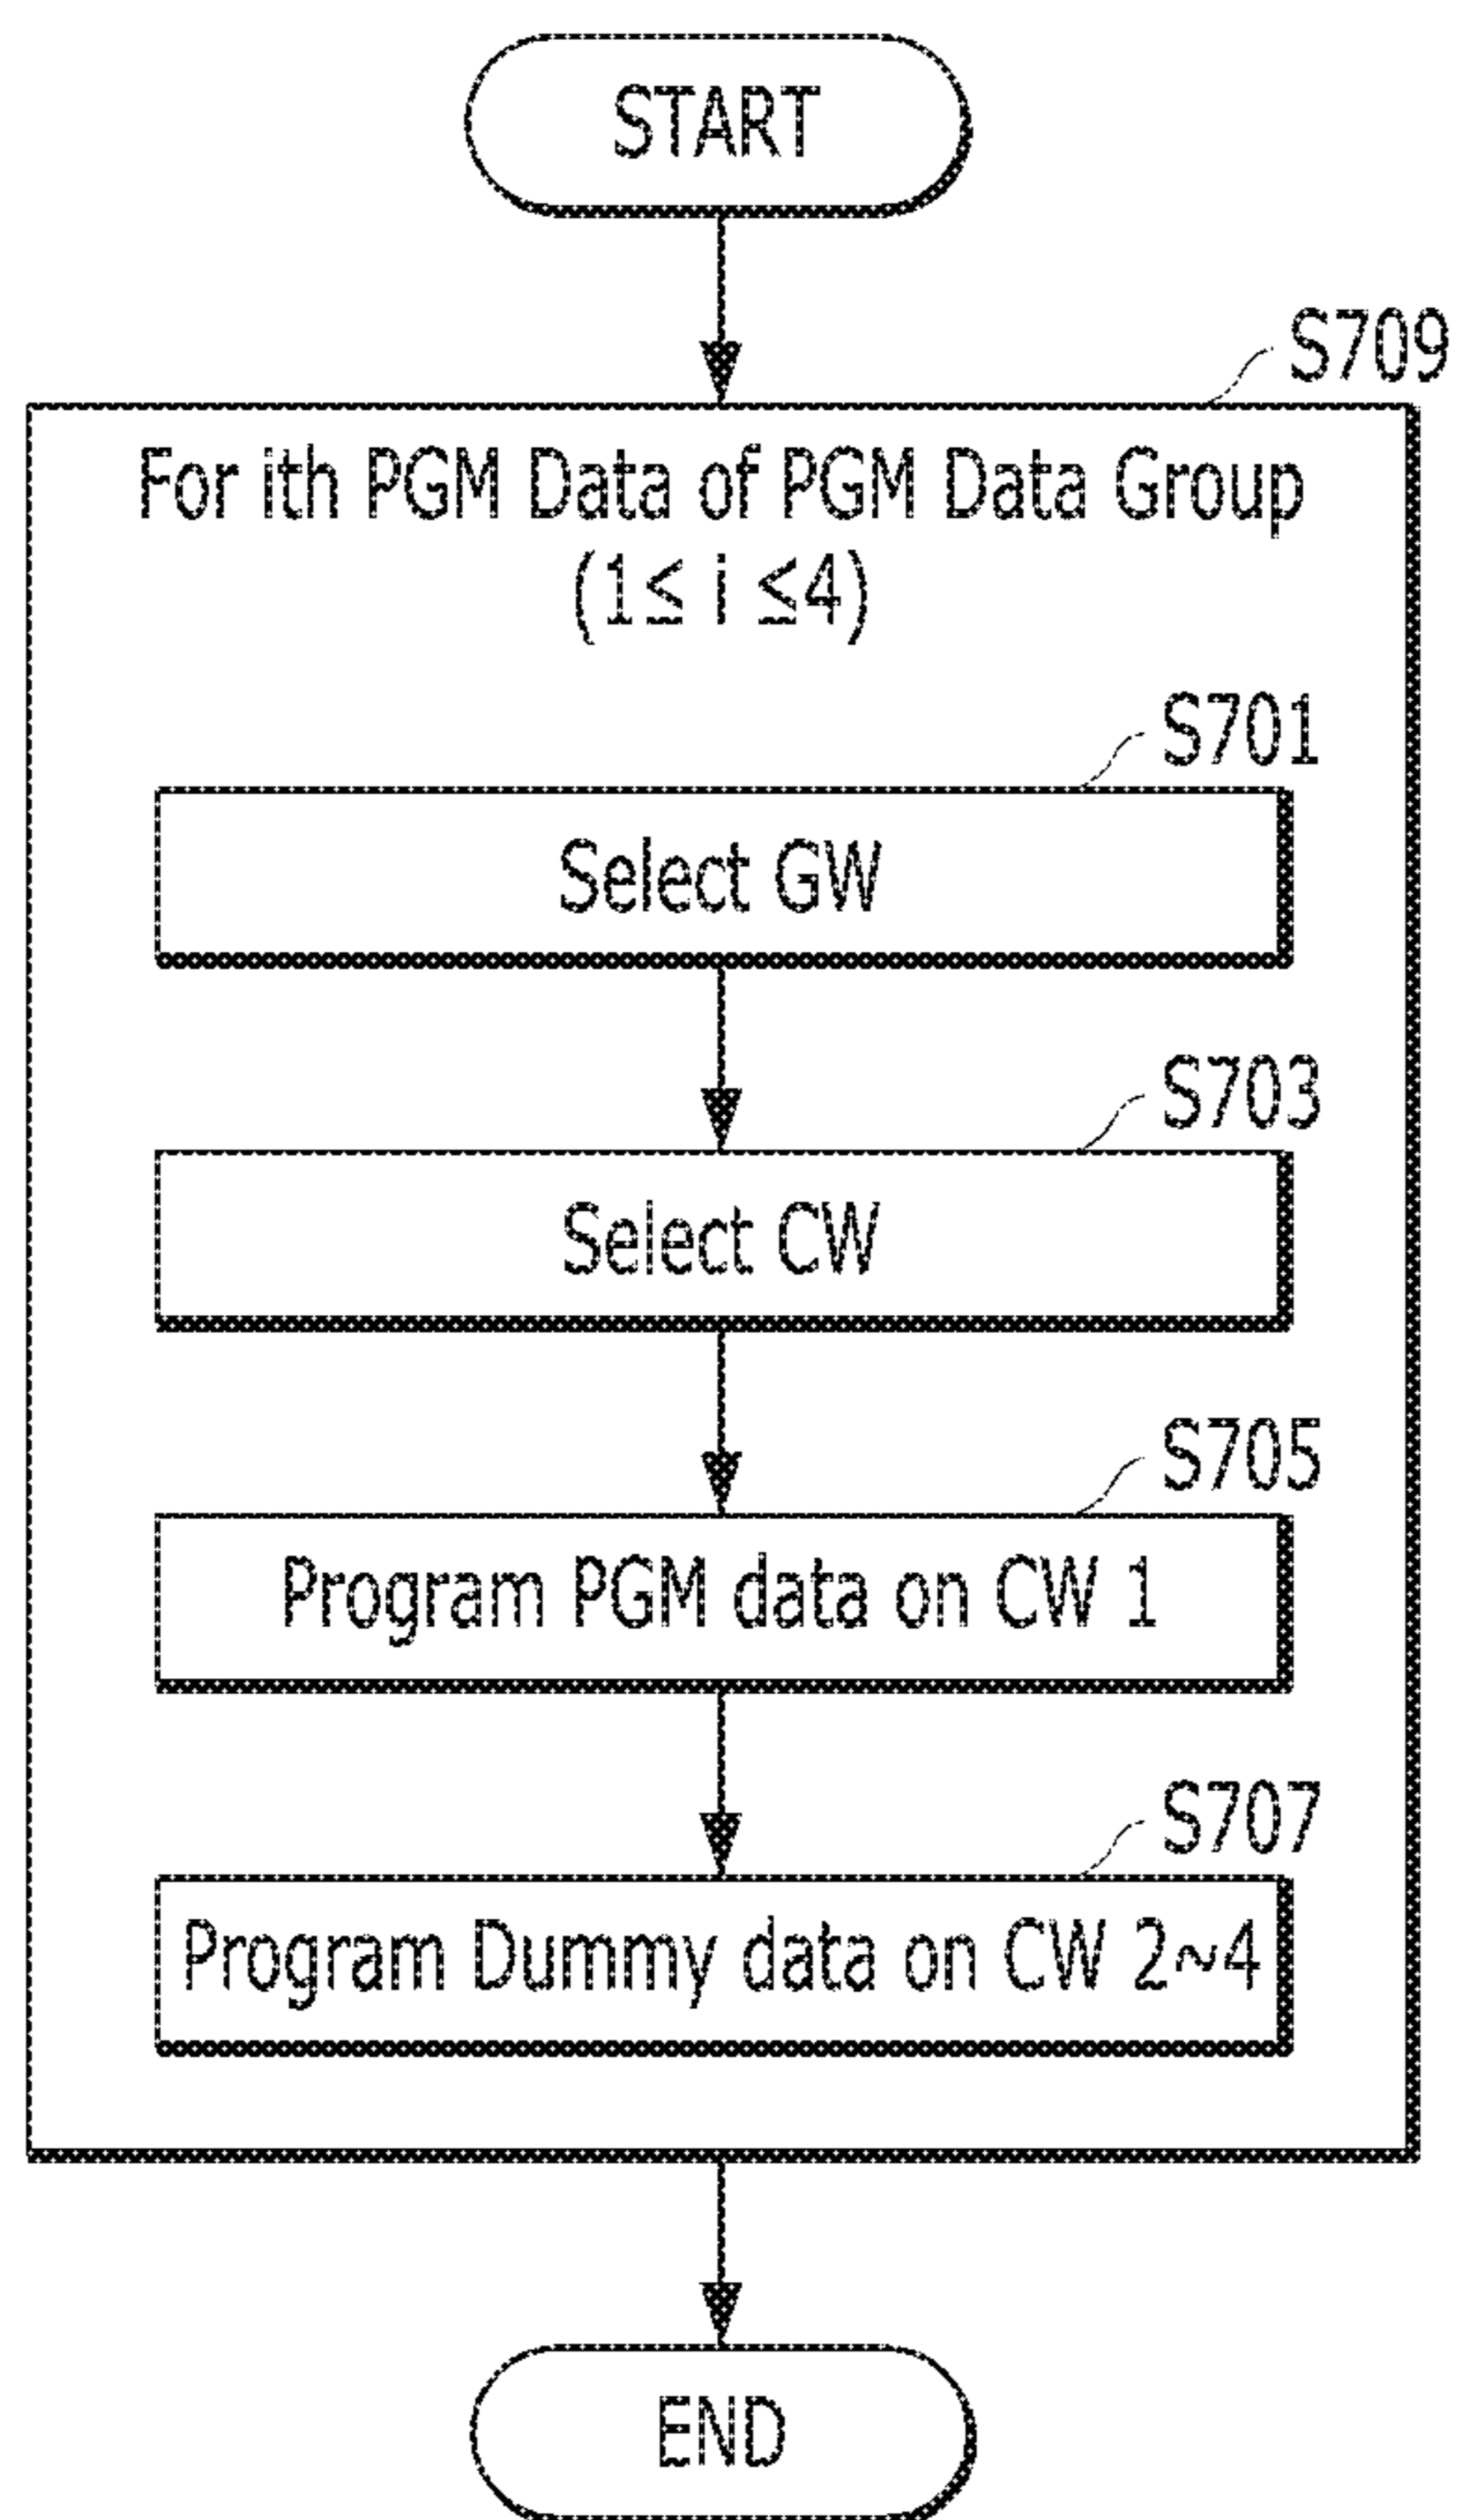 START
S709
For ith PGM Data of PGM Data Group
(1≤ i ≤4)
S701
Select GW
S703
Select CW
S705
Program PGM data on CW 1
S707
Program Dummy data on CW 2~4
END